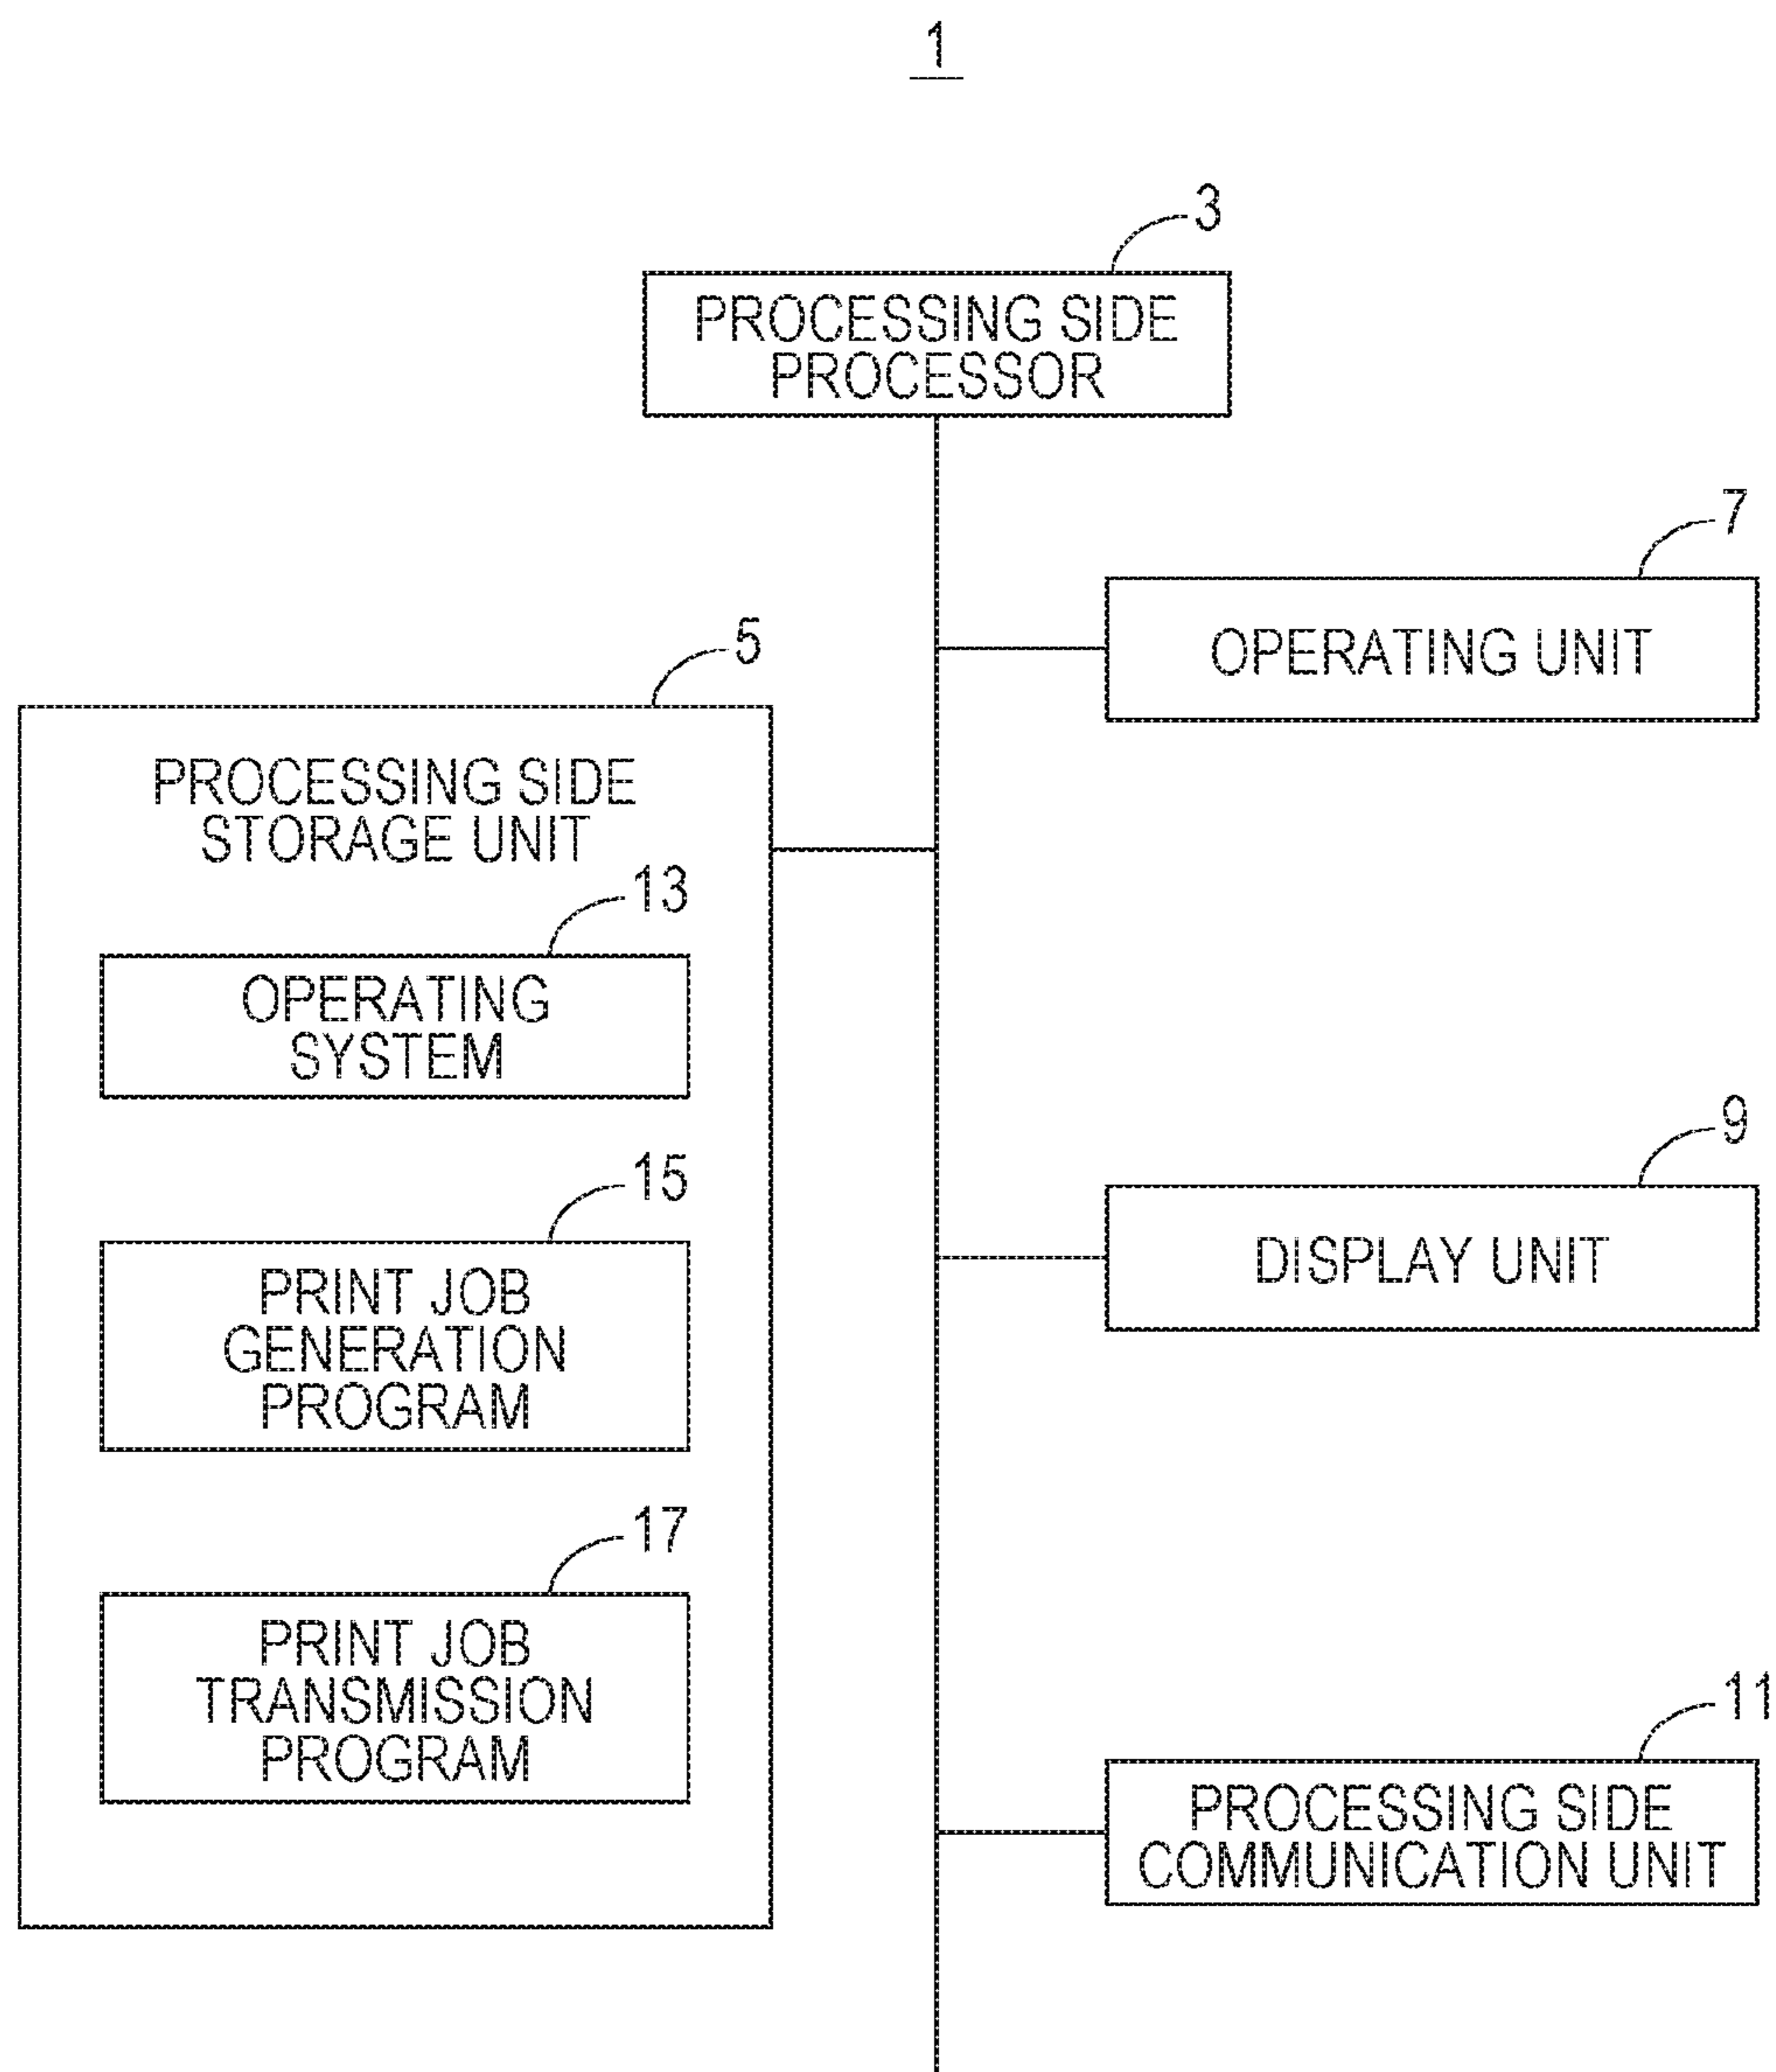 1
3
PROCESSING SIDE
PROCESSOR
7
OPERATING UNIT
5
PROCESSING SIDE
STORAGE UNIT
13
OPERATING
SYSTEM
15
PRINT JOB
GENERATION
PROGRAM
17
PRINT JOB
TRANSMISSION
PROGRAM
9
DISPLAY UNIT
11
PROCESSING SIDE
COMMUNICATION UNIT